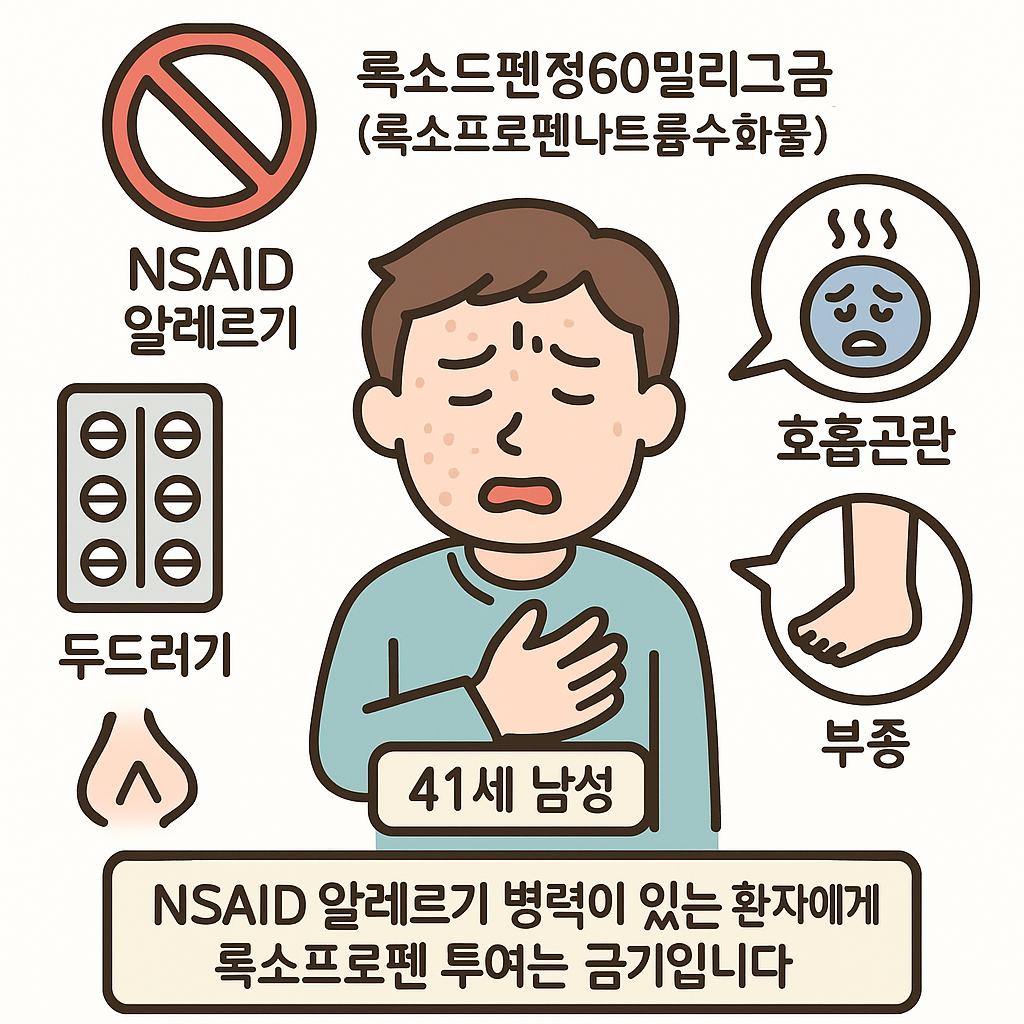 록소드펜정60밀리그금
(록소프로펜나트륨수화물)
NSAID
알레르기
호흡곤란
두드러기
부종
41세 남성
NSAID 알레르기 병력이 있는 환자에게
록소프로펜 투여는 금기입니다